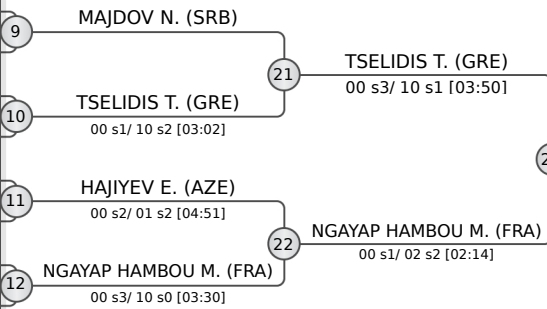 MAJDOV N. (SRB)
9
TSELIDIS T. (GRE)
21
00 s3/ 10 s1 [03:50]
TSELIDIS T. (GRE)
10
00 s1/ 10 s2 [03:02]
2
HAJIYEV E. (AZE)
11
00 s2/ 01 s2 [04:51]
NGAYAP HAMBOU M. (FRA)
22
00 s1/ 02 s2 [02:14]
NGAYAP HAMBOU M. (FRA)
12
00 s3/ 10 s0 [03:30]